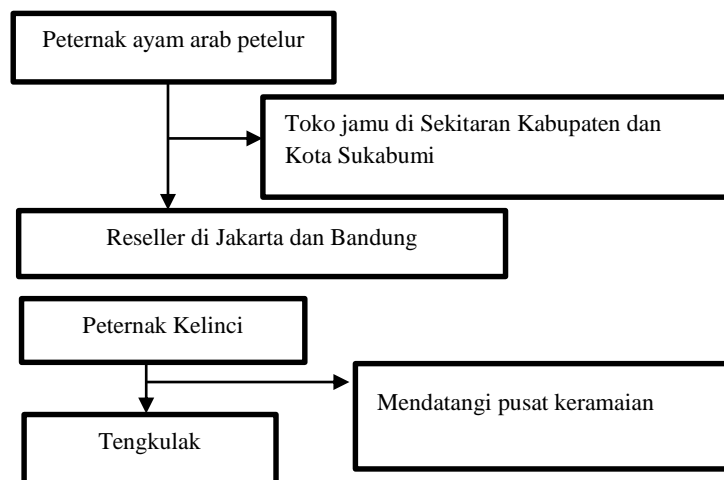 Peternak ayam arab petelur
Toko jamu di Sekitaran Kabupaten dan
Kota Sukabumi
Reseller di Jakarta dan Bandung
Peternak Kelinci
Mendatangi pusat keramaian
Tengkulak